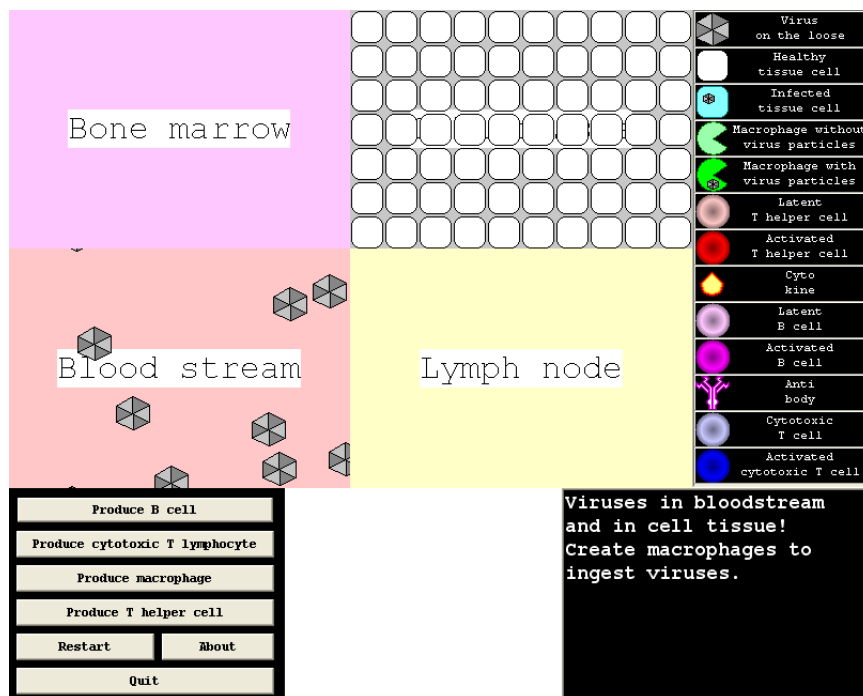 Bone marrow
Blood stream
Lymph node
Virus
on the loose
Healthy
tissue cell
Infected
tissue cell
Macrophage without
virus particles
Macrophage with
virus particles
Latent
T helper cell
Activated
T helper cell
Cyto
kine
Latent
B cell
Activated
B cell
Anti
body
Cytotoxic
T cell
Activated
cytotoxic T cell
Produce B cell
Produce cytotoxic T lymphocyte
Produce macrophage
Produce T helper cell
Restart
About
Quit
Viruses in bloodstream
and in cell tissue!
Create macrophages to
ingest viruses.